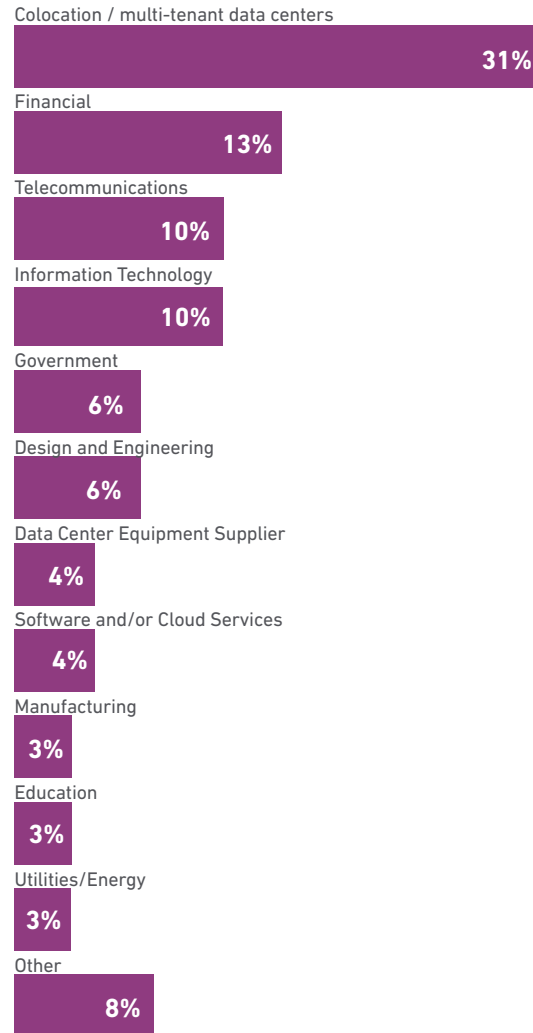 Colocation / multi-tenant data centers
31%
Financial
13%
Telecommunications
10%
Information Technology
10%
Government
6%
Design and Engineering
6%
Data Center Equipment Supplier
4%
Software and/or Cloud Services
4%
Manufacturing
3%
Education
3%
Utilities/Energy
3%
Other
8%